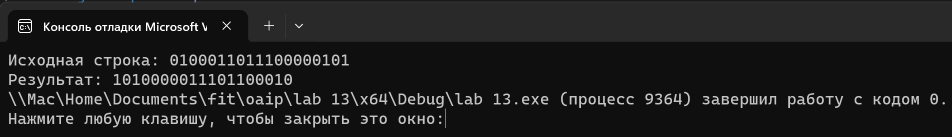 Консоль отладки Microsoft V
Исходная строка: 0100011011100000101
Результат: 1010000011101100010
\\Mac\Home\Documents\fit\oaip\lab 13\x64\Debug\lab 13.exe (процесс 9364) завершил работу с кодом 0.
Нажмите любую клавишу, чтобы закрыть это окно: